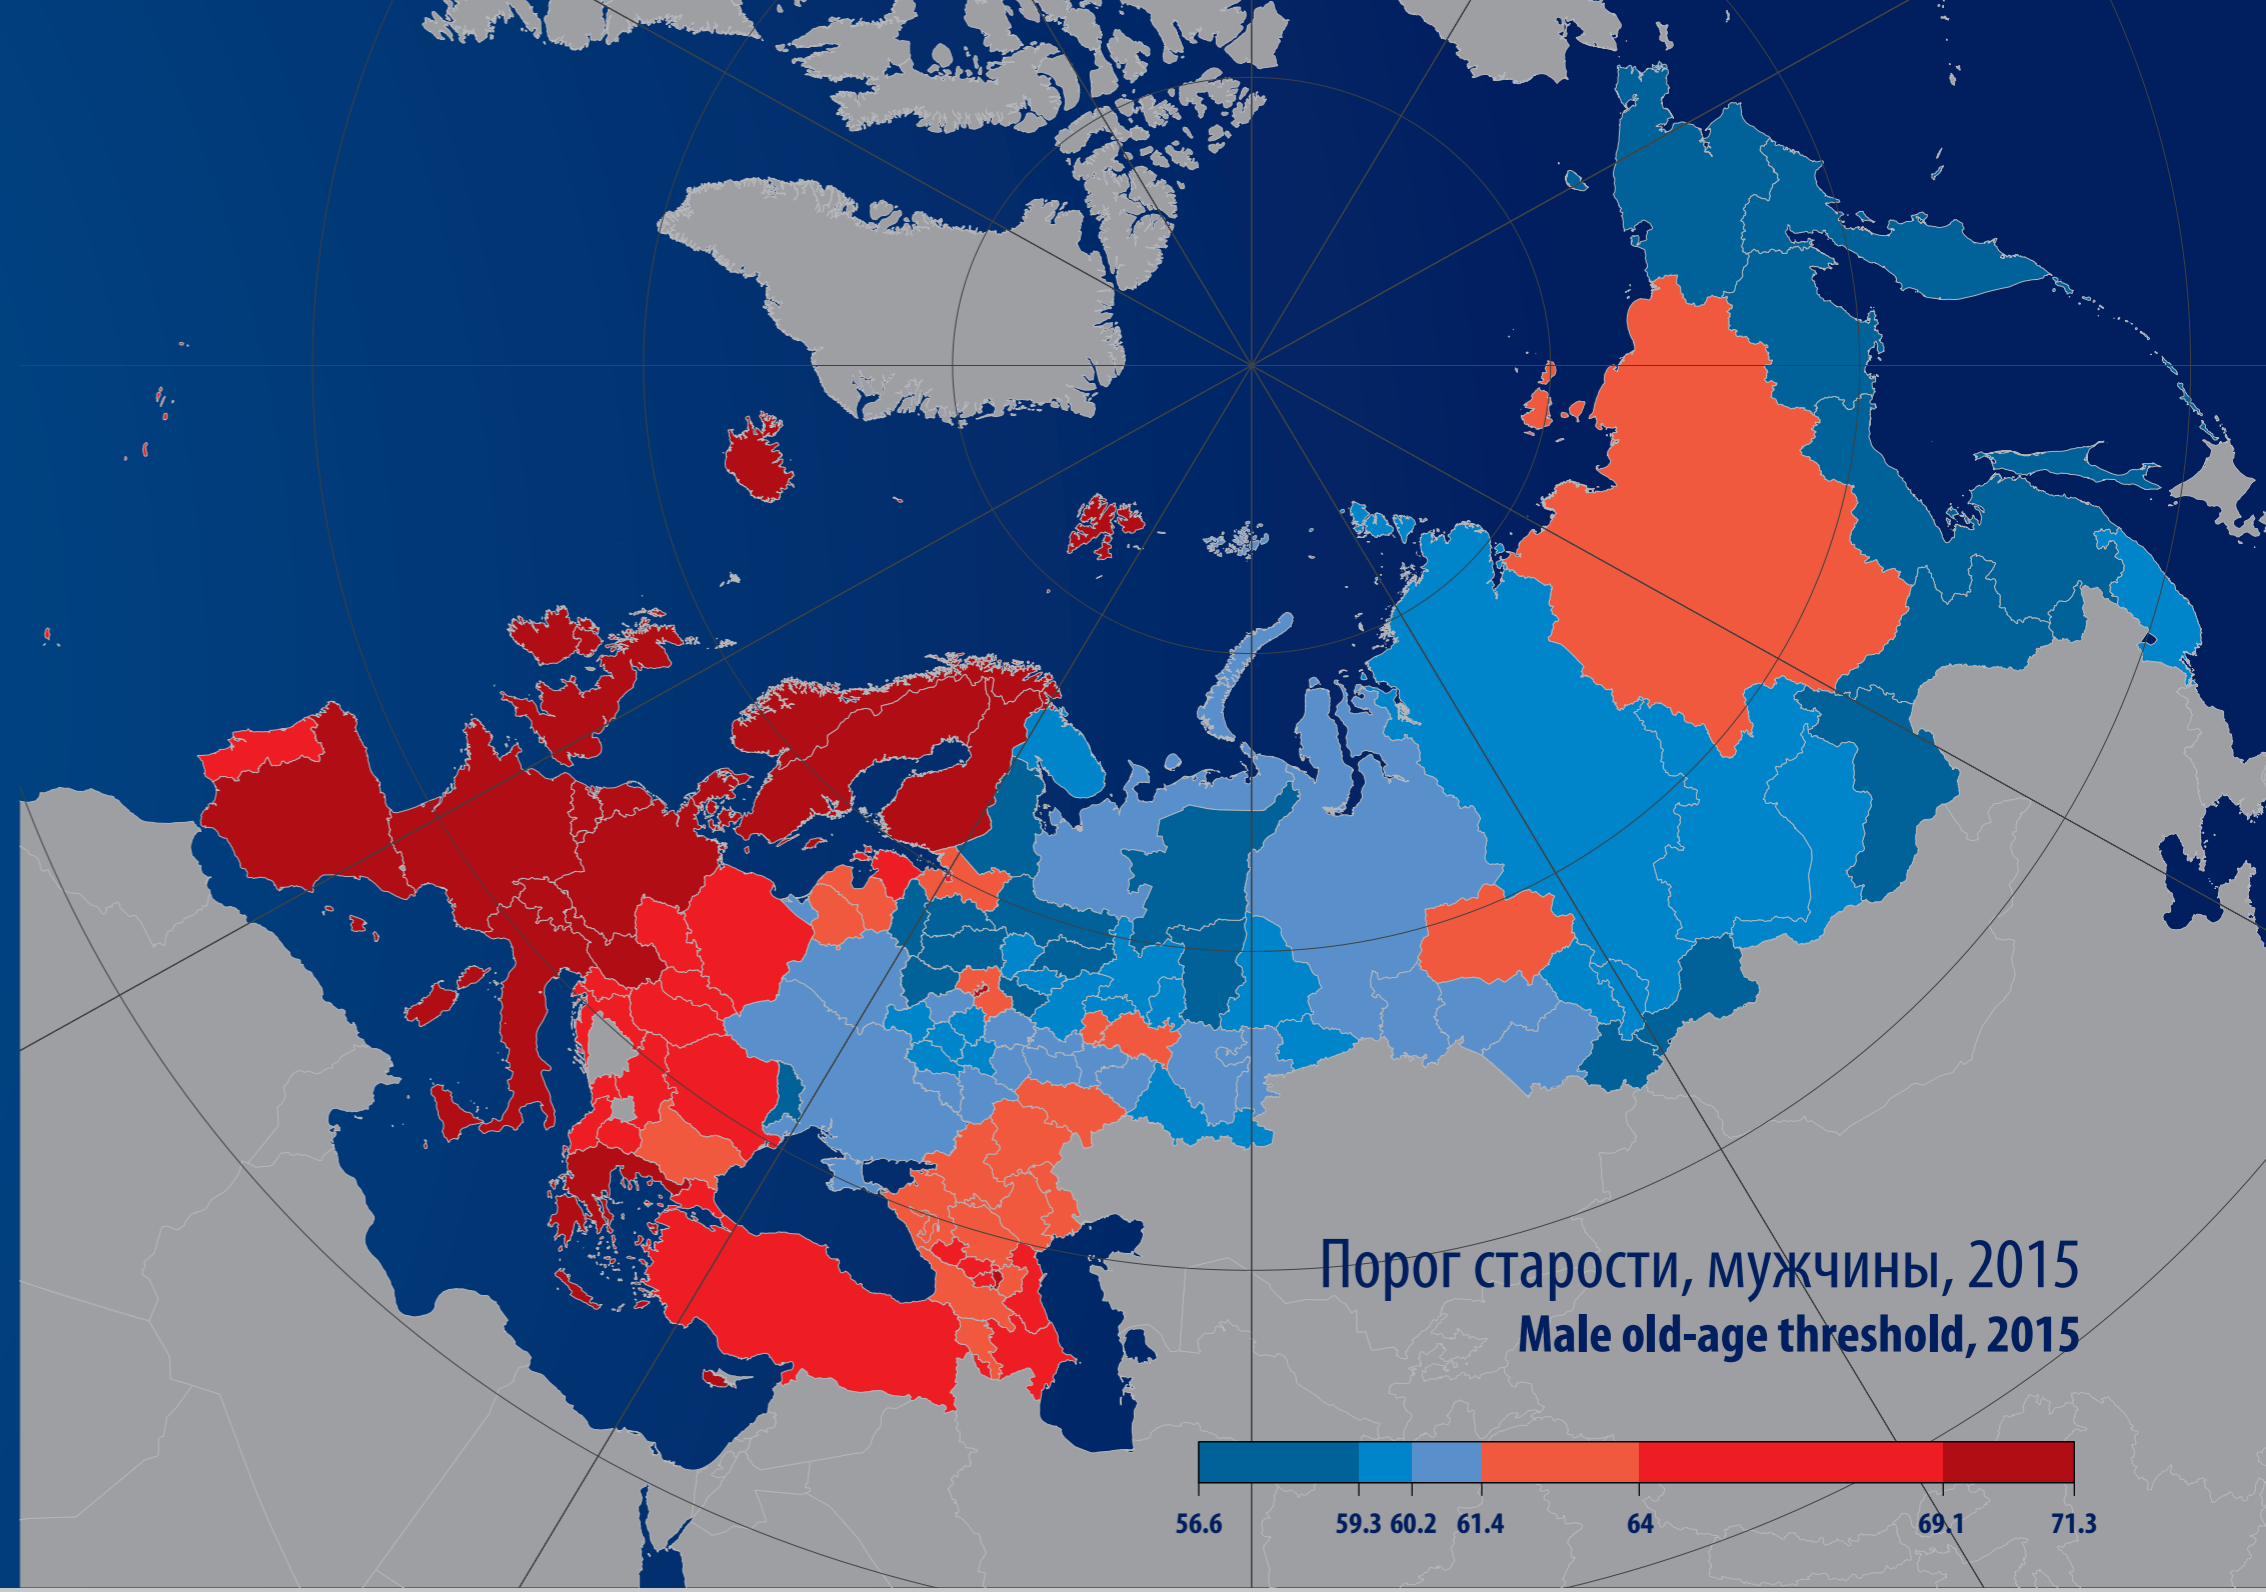 Порог старости, мужчины, 2015
Male old-age threshold, 2015
56.6 59.3 60.2 61.4 64 69.1 71.3